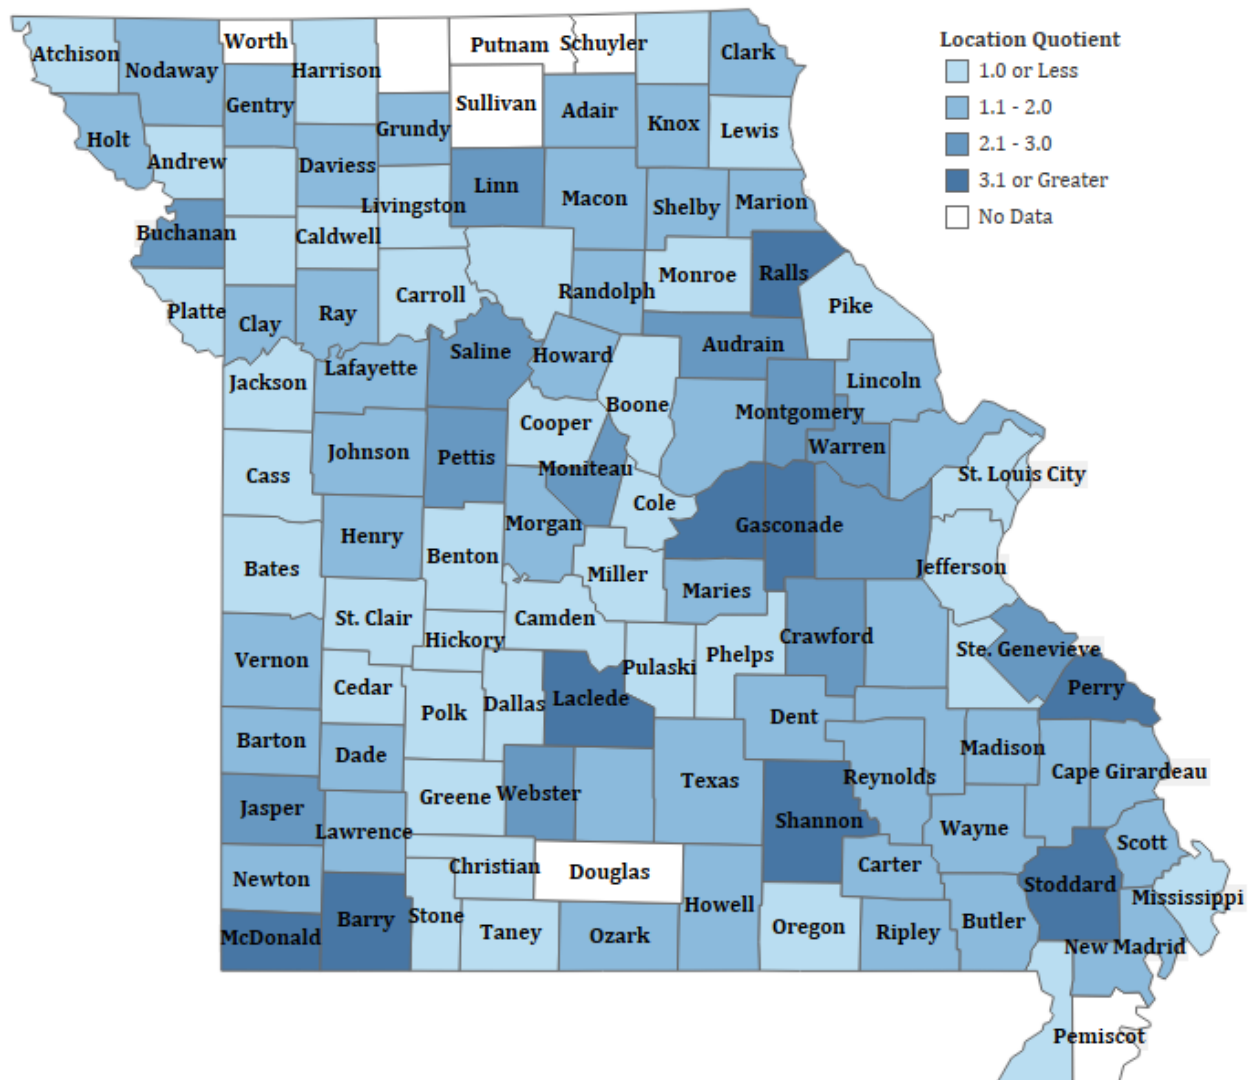 Location Quotient
1.0 or Less
1.1 - 2.0
2.1 - 3.0
3.1 or Greater
No Data
Atchison
Nodaway
Worth
Harrison
Putnam
Schuyler
Clark
Gentry
Sullivan
Adair
Knox
Lewis
Holt
Andrew
Grundy
Daviess
Linn
Macon
Shelby
Marion
Livingston
Buchanan
Caldwell
Monroe
Ralls
Platte
Clay
Ray
Carroll
Randolph
Pike
Saline
Howard
Audrain
Jackson
Lafayette
Lincoln
Boone
Montgomery
Cooper
Warren
Johnson
Pettis
Moniteau
Cass
St. Louis City
Cole
Morgan
Gasconade
Henry
Benton
Bates
Miller
Jefferson
Maries
St. Clair
Camden
Hickory
Crawford
Ste. Genevieve
Vernon
Pulaski
Phelps
Cedar
Laclede
Perry
Polk
Dallas
Dent
Barton
Dade
Madison
Cape Girardeau
Texas
Reynolds
Jasper
Greene
Webster
Shannon
Lawrence
Wayne
Scott
Newton
Christian
Douglas
Carter
Stoddard
Mississippi
McDonald
Barry
Stone
Taney
Ozark
Howell
Oregon
Ripley
Butler
New Madrid
Pemiscot